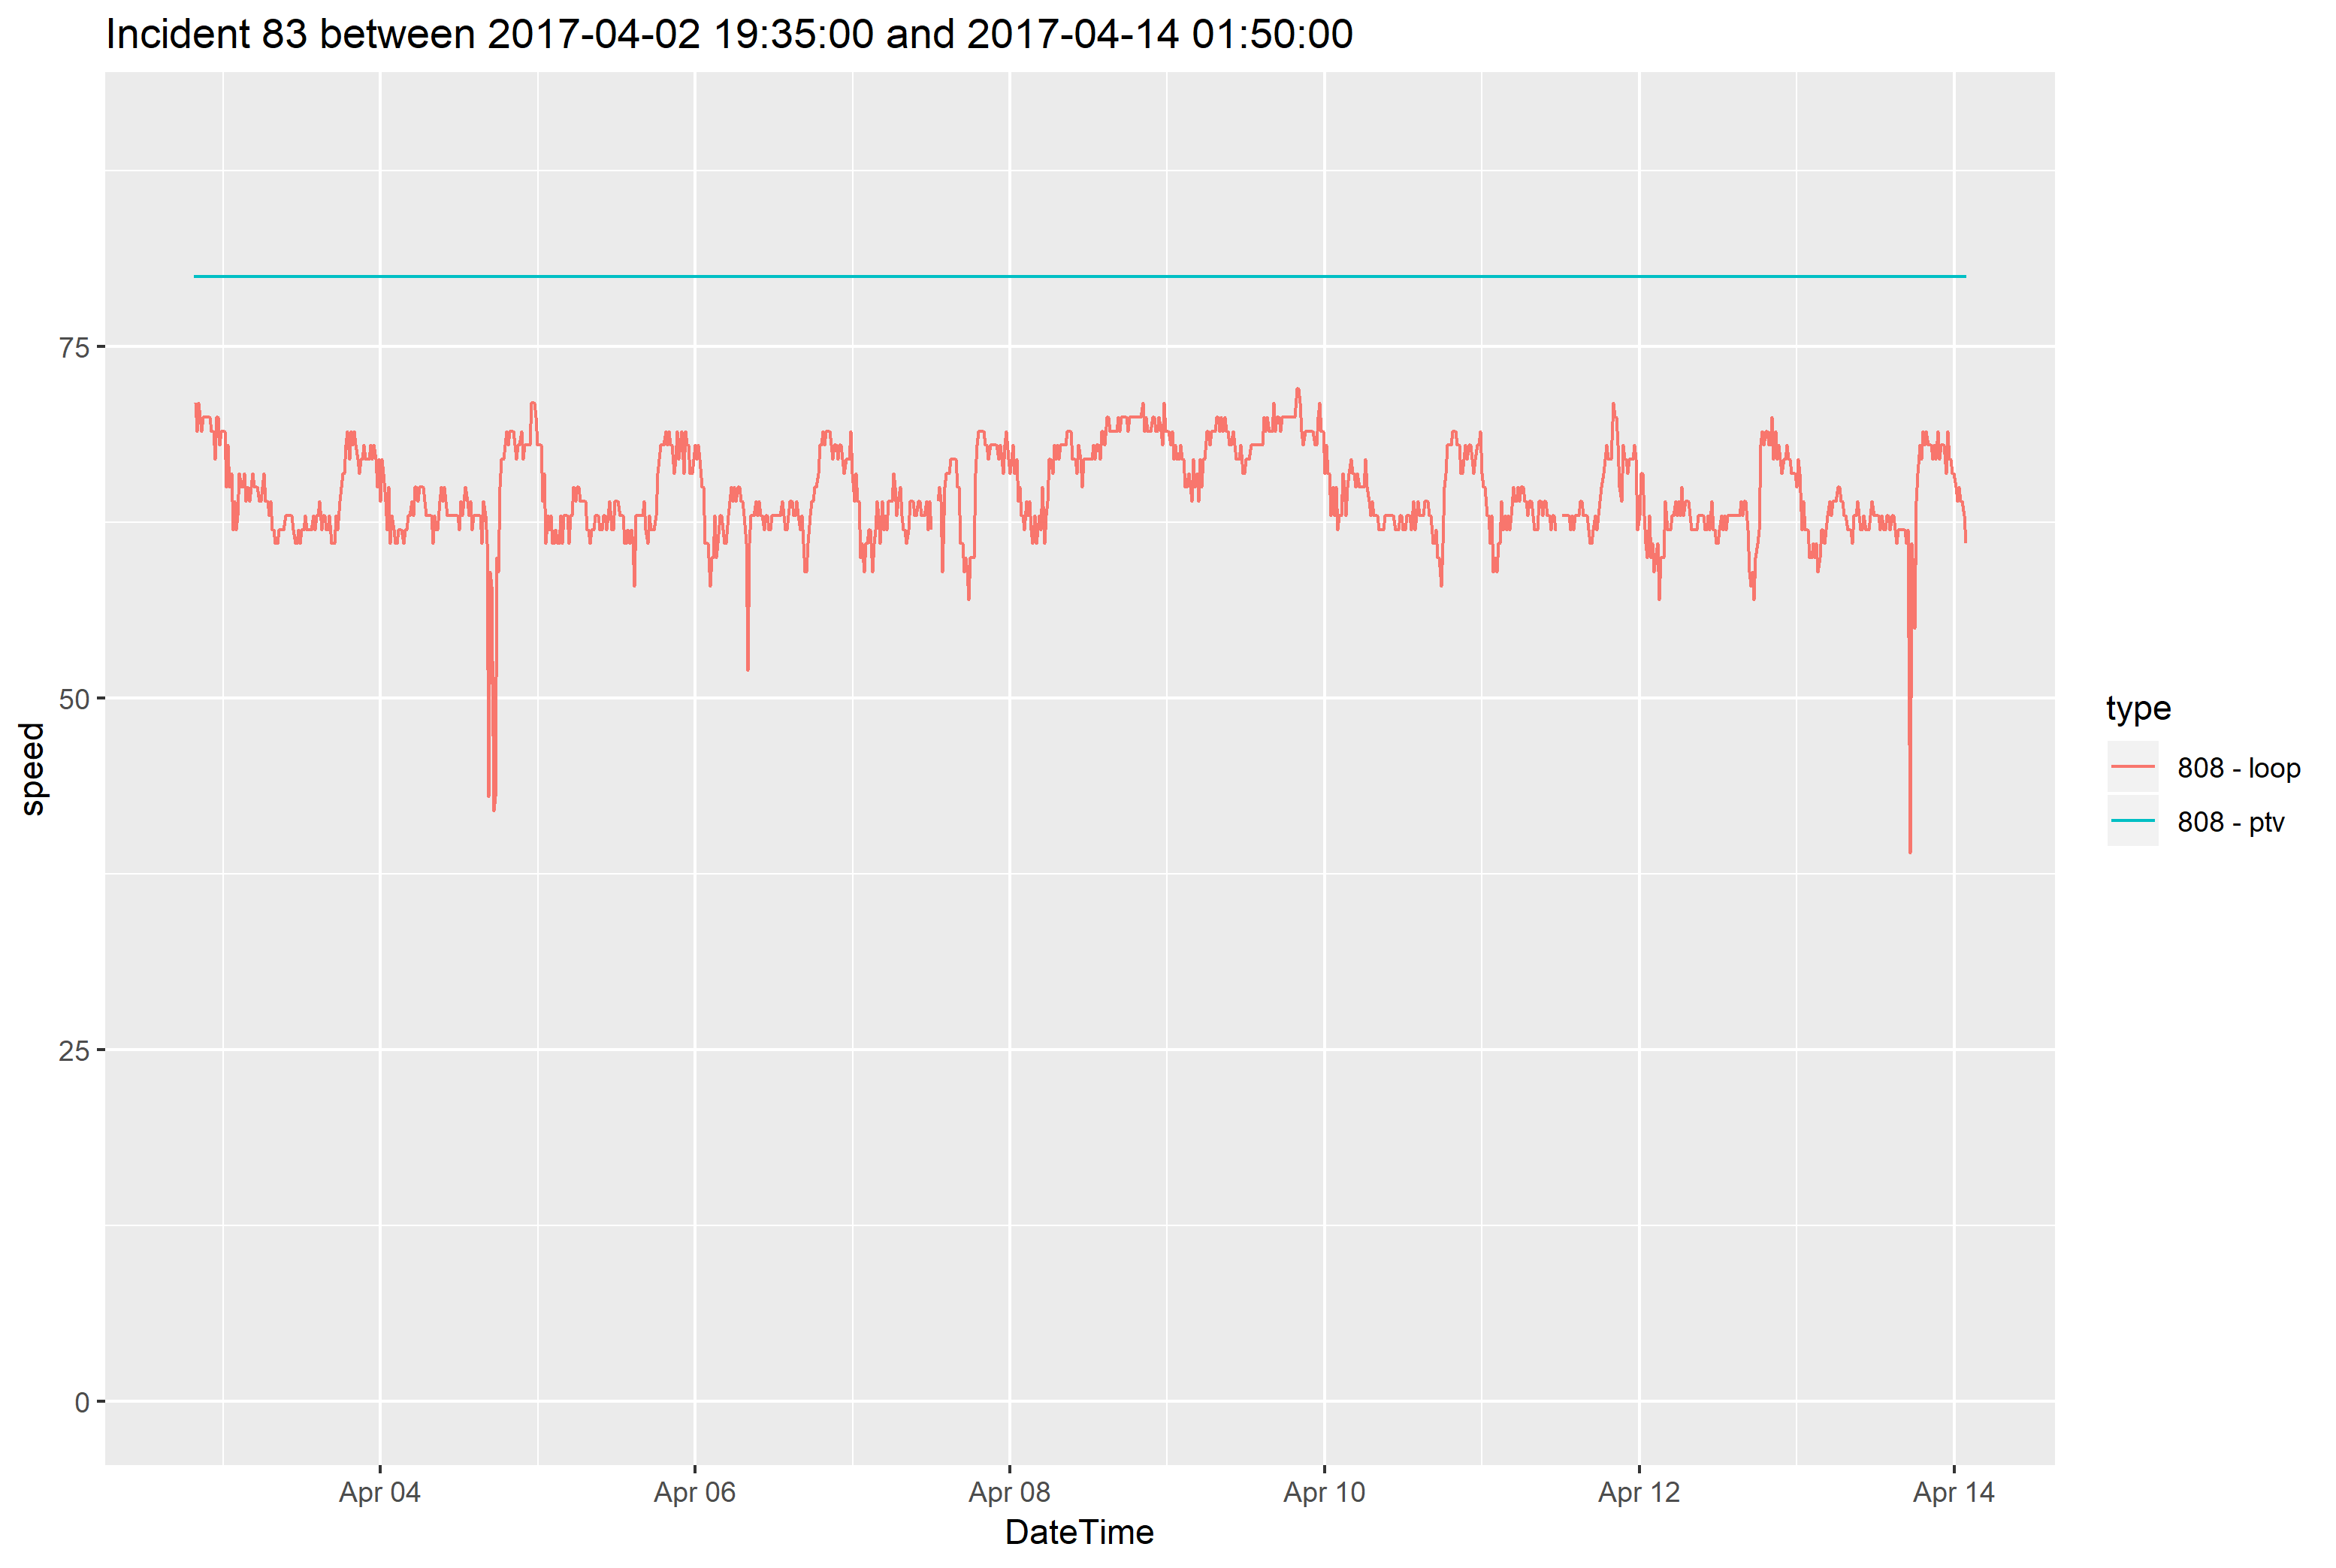 Incident 83 between 2017-04-02 19:35:00 and 2017-04-14 01:50:00
75
50
25
0
speed
Apr 04
Apr 06
Apr 08
Apr 10
Apr 12
Apr 14
DateTime
type
808 - loop
808 - ptv